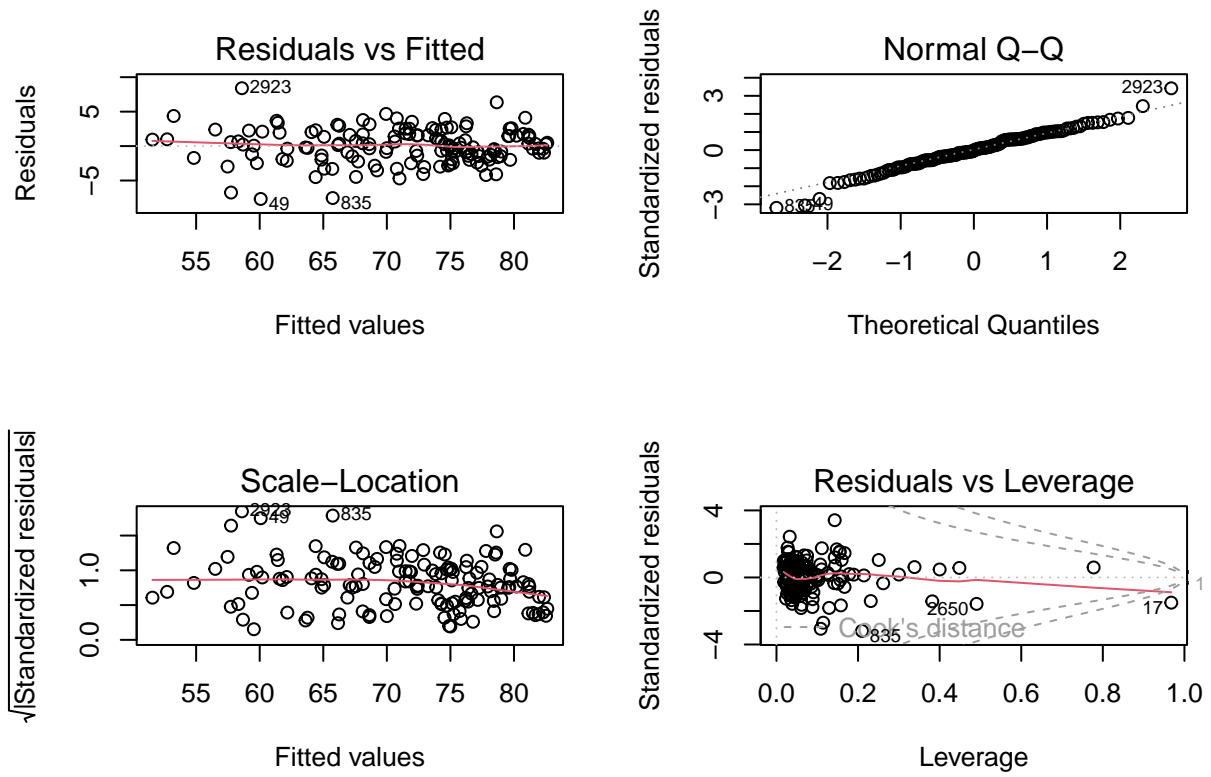 Residuals vs Fitted
Residuals
5
−5
2923
49
835
55 60 65 70 75 80
Fitted values
Normal Q−Q
Standardized residuals
3
0
−3
2923
835
49
−2 −1 0 1 2
Theoretical Quantiles
Scale−Location
√|Standardized residuals|
1.0
0.0
2923
49
835
55 60 65 70 75 80
Fitted values
Residuals vs Leverage
Standardized residuals
4
0
−4
2650
17
835
Cook's distance
1
0.0 0.2 0.4 0.6 0.8 1.0
Leverage